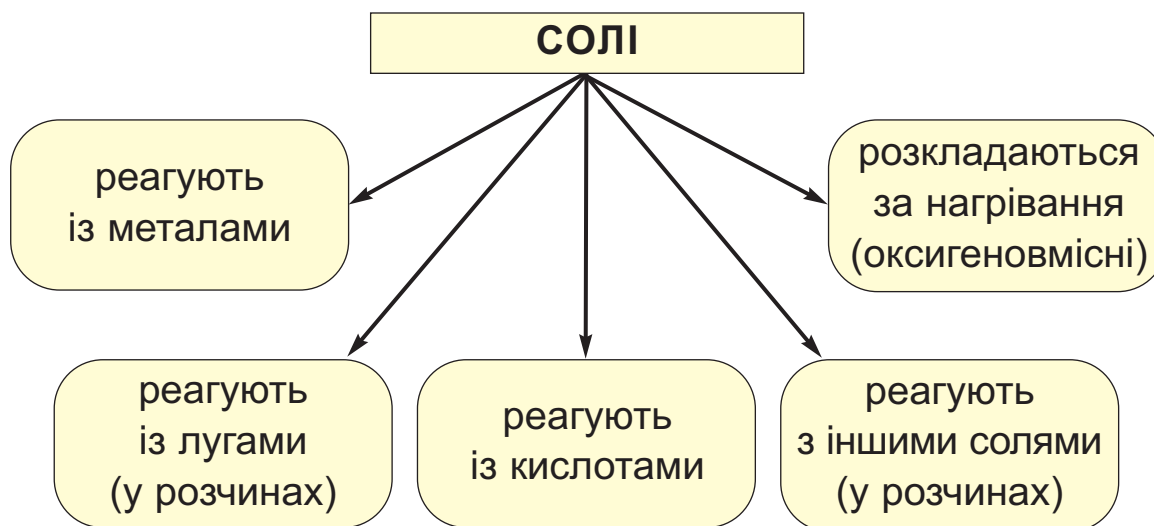 СОЛІ
реагують
із металами
розкладаються
за нагрівання
(оксигеновмісні)
реагують
із лугами
(у розчинах)
реагують
із кислотами
реагують
з іншими солями
(у розчинах)